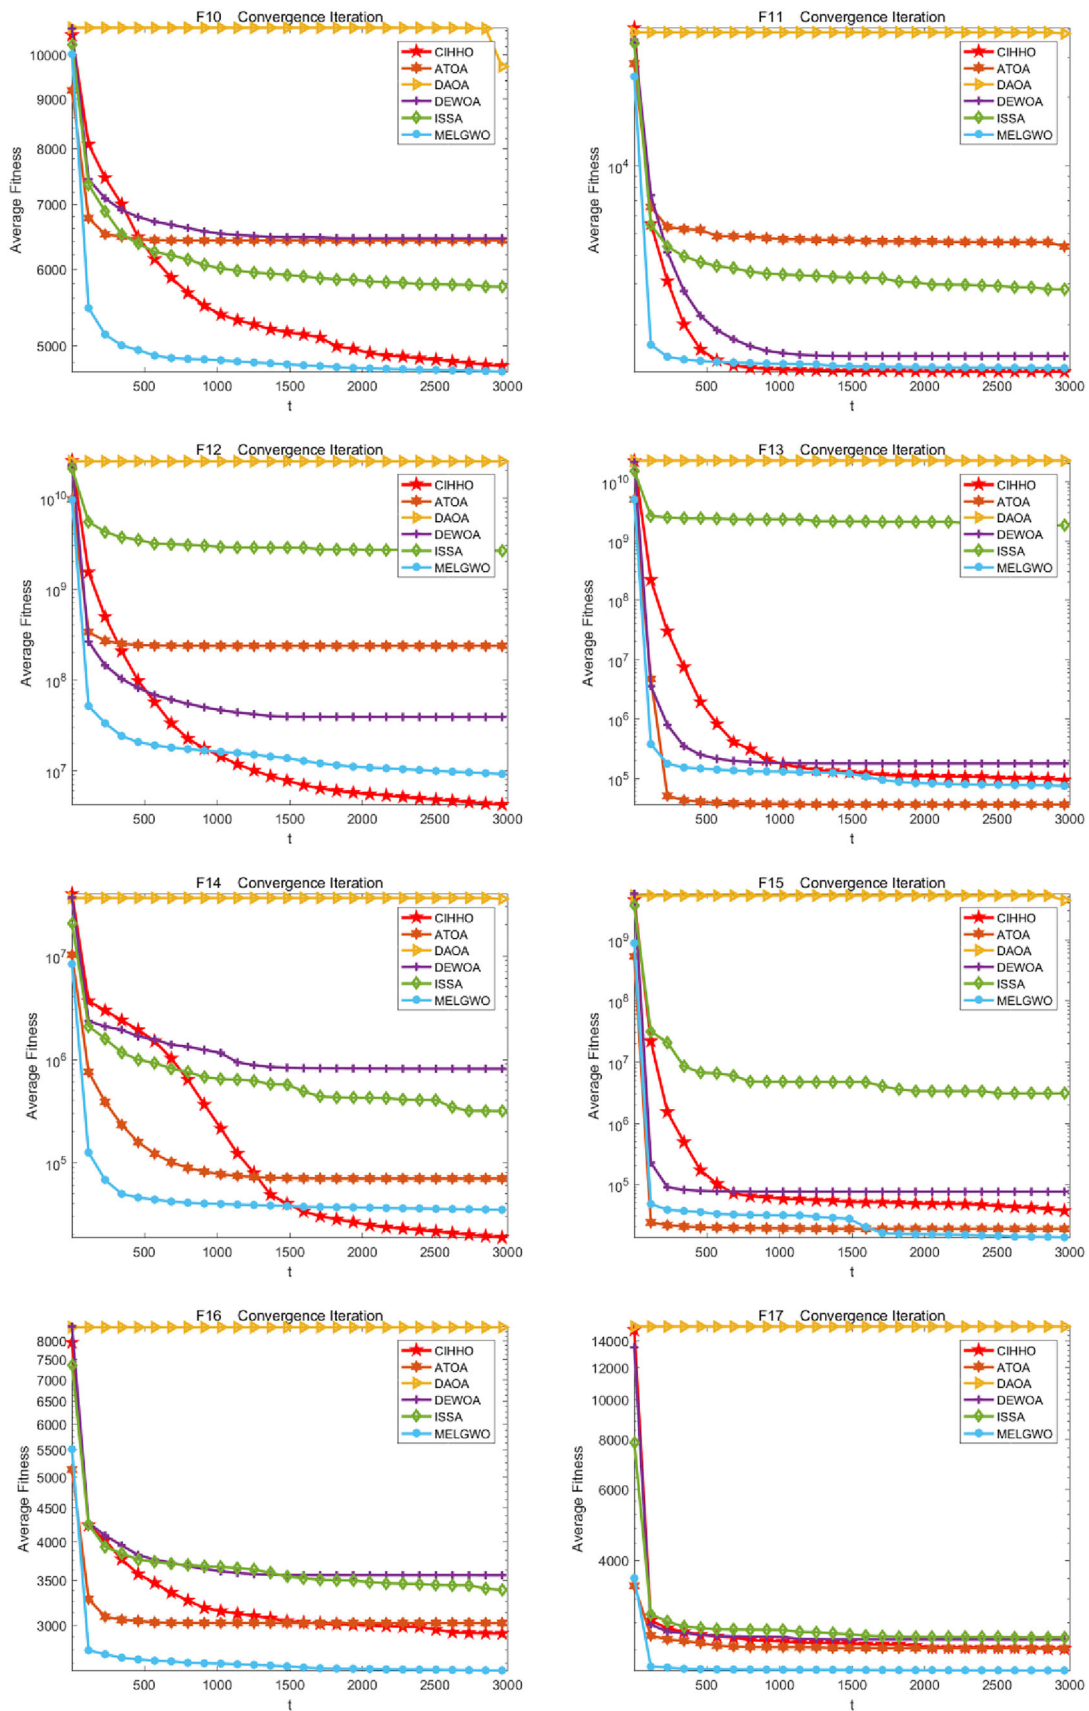 F10 Convergence Iteration
10000
9000
8000
7000
6000
5000
Average Fitness
CIHHO
ATOA
DAOA
DEWOA
ISSA
MELGWO
500 1000 1500 2000 2500 3000
t
F11 Convergence Iteration
10^4
Average Fitness
CIHHO
ATOA
DAOA
DEWOA
ISSA
MELGWO
500 1000 1500 2000 2500 3000
t
F12 Convergence Iteration
10^10
10^9
10^8
10^7
Average Fitness
CIHHO
ATOA
DAOA
DEWOA
ISSA
MELGWO
500 1000 1500 2000 2500 3000
t
F13 Convergence Iteration
10^10
10^9
10^8
10^7
10^6
10^5
Average Fitness
CIHHO
ATOA
DAOA
DEWOA
ISSA
MELGWO
500 1000 1500 2000 2500 3000
t
F14 Convergence Iteration
10^7
10^6
10^5
Average Fitness
CIHHO
ATOA
DAOA
DEWOA
ISSA
MELGWO
500 1000 1500 2000 2500 3000
t
F15 Convergence Iteration
10^9
10^8
10^7
10^6
10^5
Average Fitness
CIHHO
ATOA
DAOA
DEWOA
ISSA
MELGWO
500 1000 1500 2000 2500 3000
t
F16 Convergence Iteration
8000
7500
7000
6500
6000
5500
5000
4500
4000
3500
3000
Average Fitness
CIHHO
ATOA
DAOA
DEWOA
ISSA
MELGWO
500 1000 1500 2000 2500 3000
t
F17 Convergence Iteration
14000
12000
10000
8000
6000
4000
Average Fitness
CIHHO
ATOA
DAOA
DEWOA
ISSA
MELGWO
500 1000 1500 2000 2500 3000
t